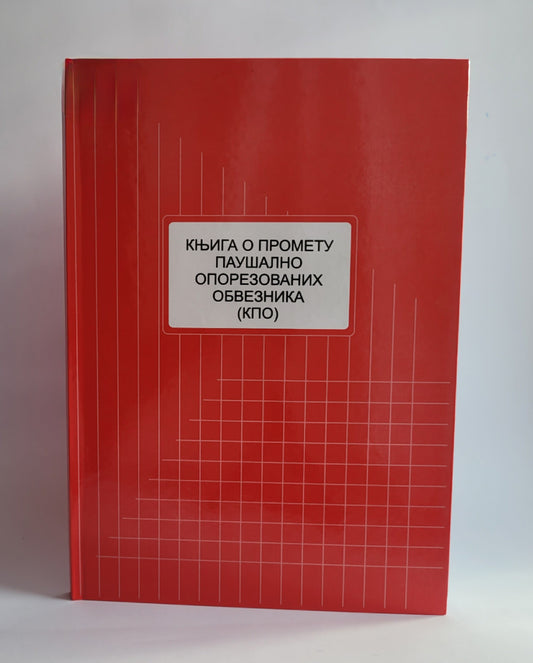 КЊИГА О ПРОМЕТУ
ПАУШАЛНО
ОПОРЕЗОВАНИХ
ОБВЕЗНИКА
(КПО)